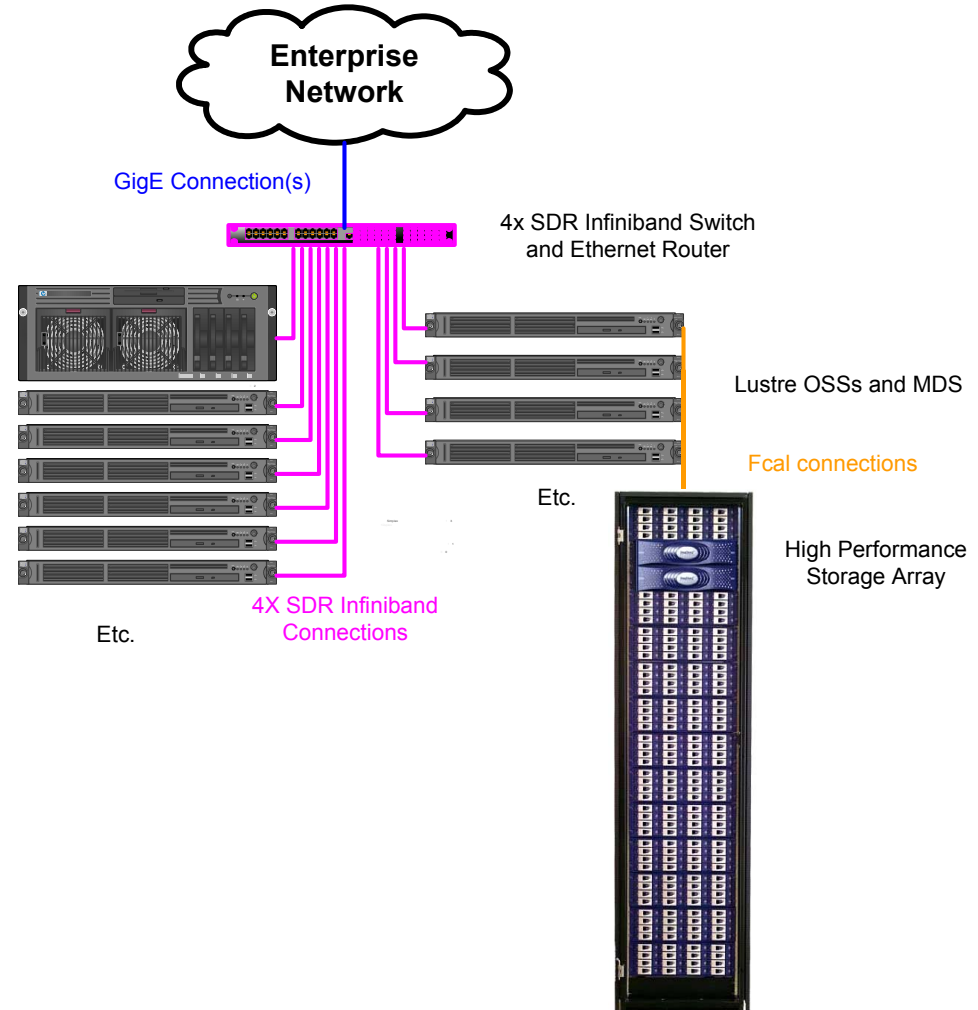 Enterprise
Network
GigE Connection(s)
4x SDR Infiniband Switch
and Ethernet Router
Lustre OSSs and MDS
Fcal connections
Etc.
High Performance
Storage Array
4X SDR Infiniband
Connections
Etc.